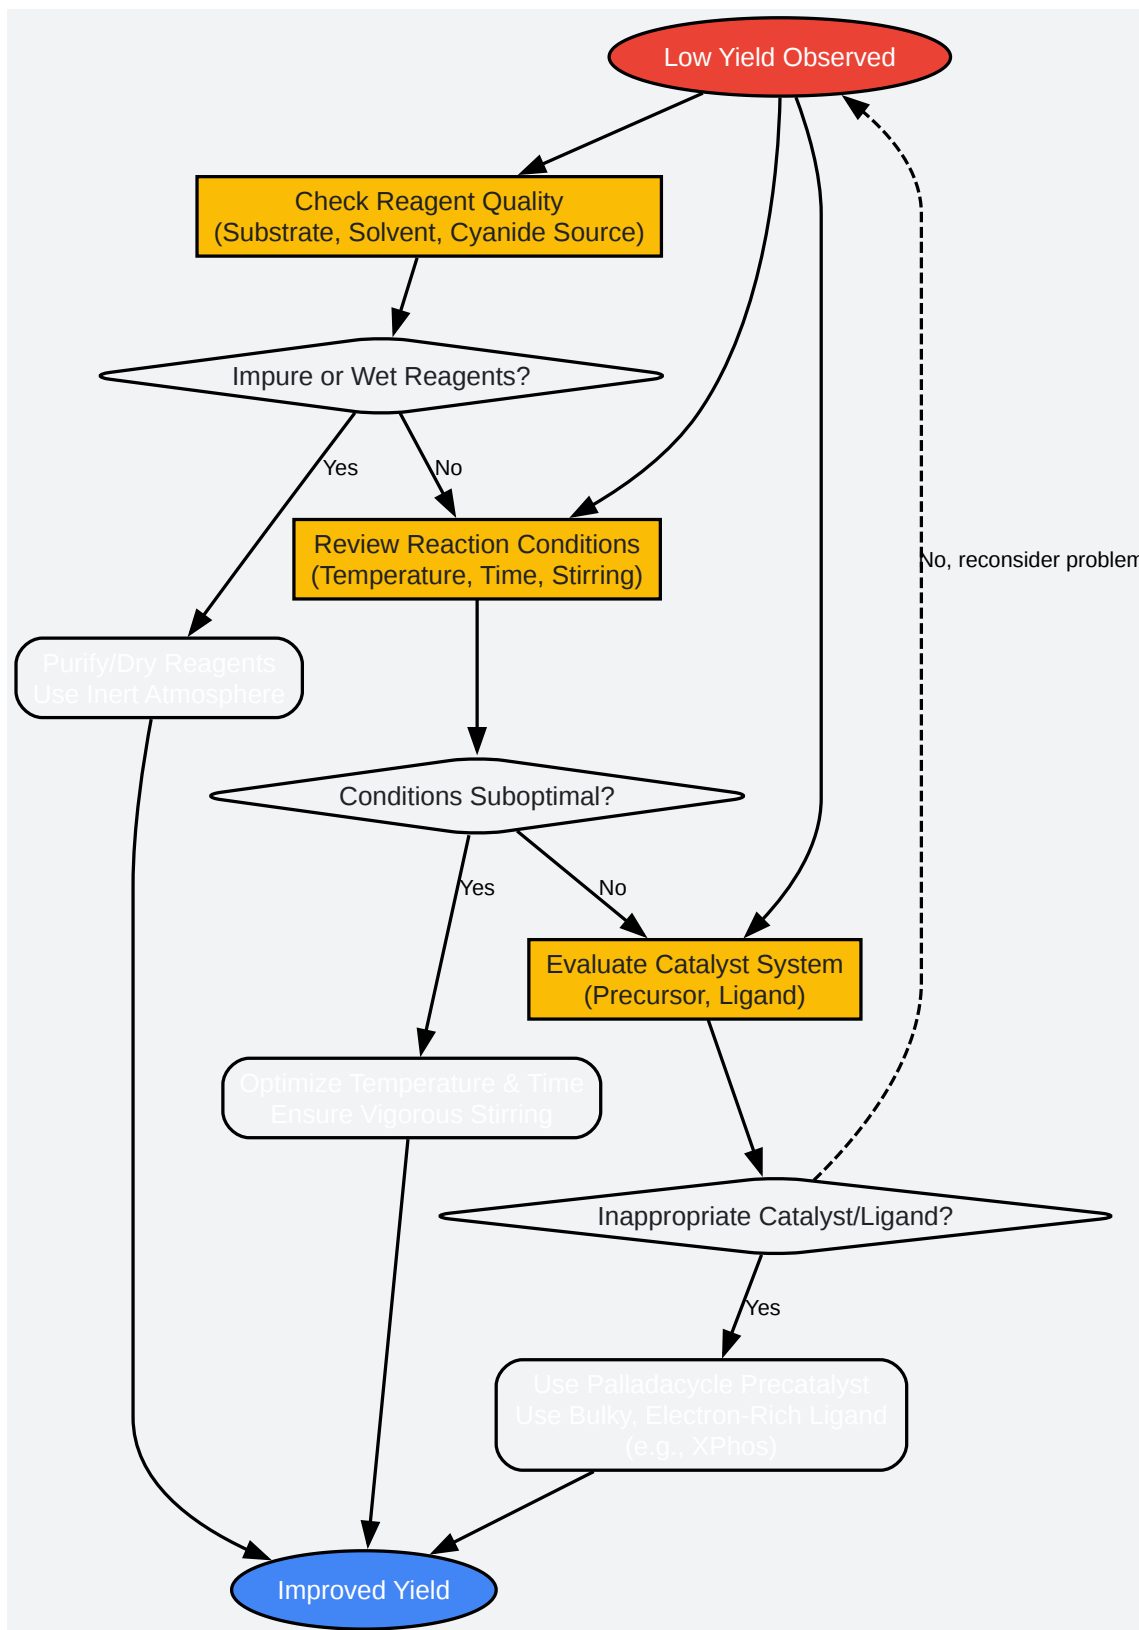 Low Yield Observed
Check Reagent Quality
(Substrate, Solvent, Cyanide Source)
Impure or Wet Reagents?
Yes
No
Review Reaction Conditions
(Temperature, Time, Stirring)
No, reconsider problem
Purify/Dry Reagents
Use Inert Atmosphere
Conditions Suboptimal?
Yes
No
Evaluate Catalyst System
(Precursor, Ligand)
Optimize Temperature & Time
Ensure Vigorous Stirring
Inappropriate Catalyst/Ligand?
Yes
Use Palladacycle Precatalyst
Use Bulky, Electron-Rich Ligand
(e.g., XPhos)
Improved Yield